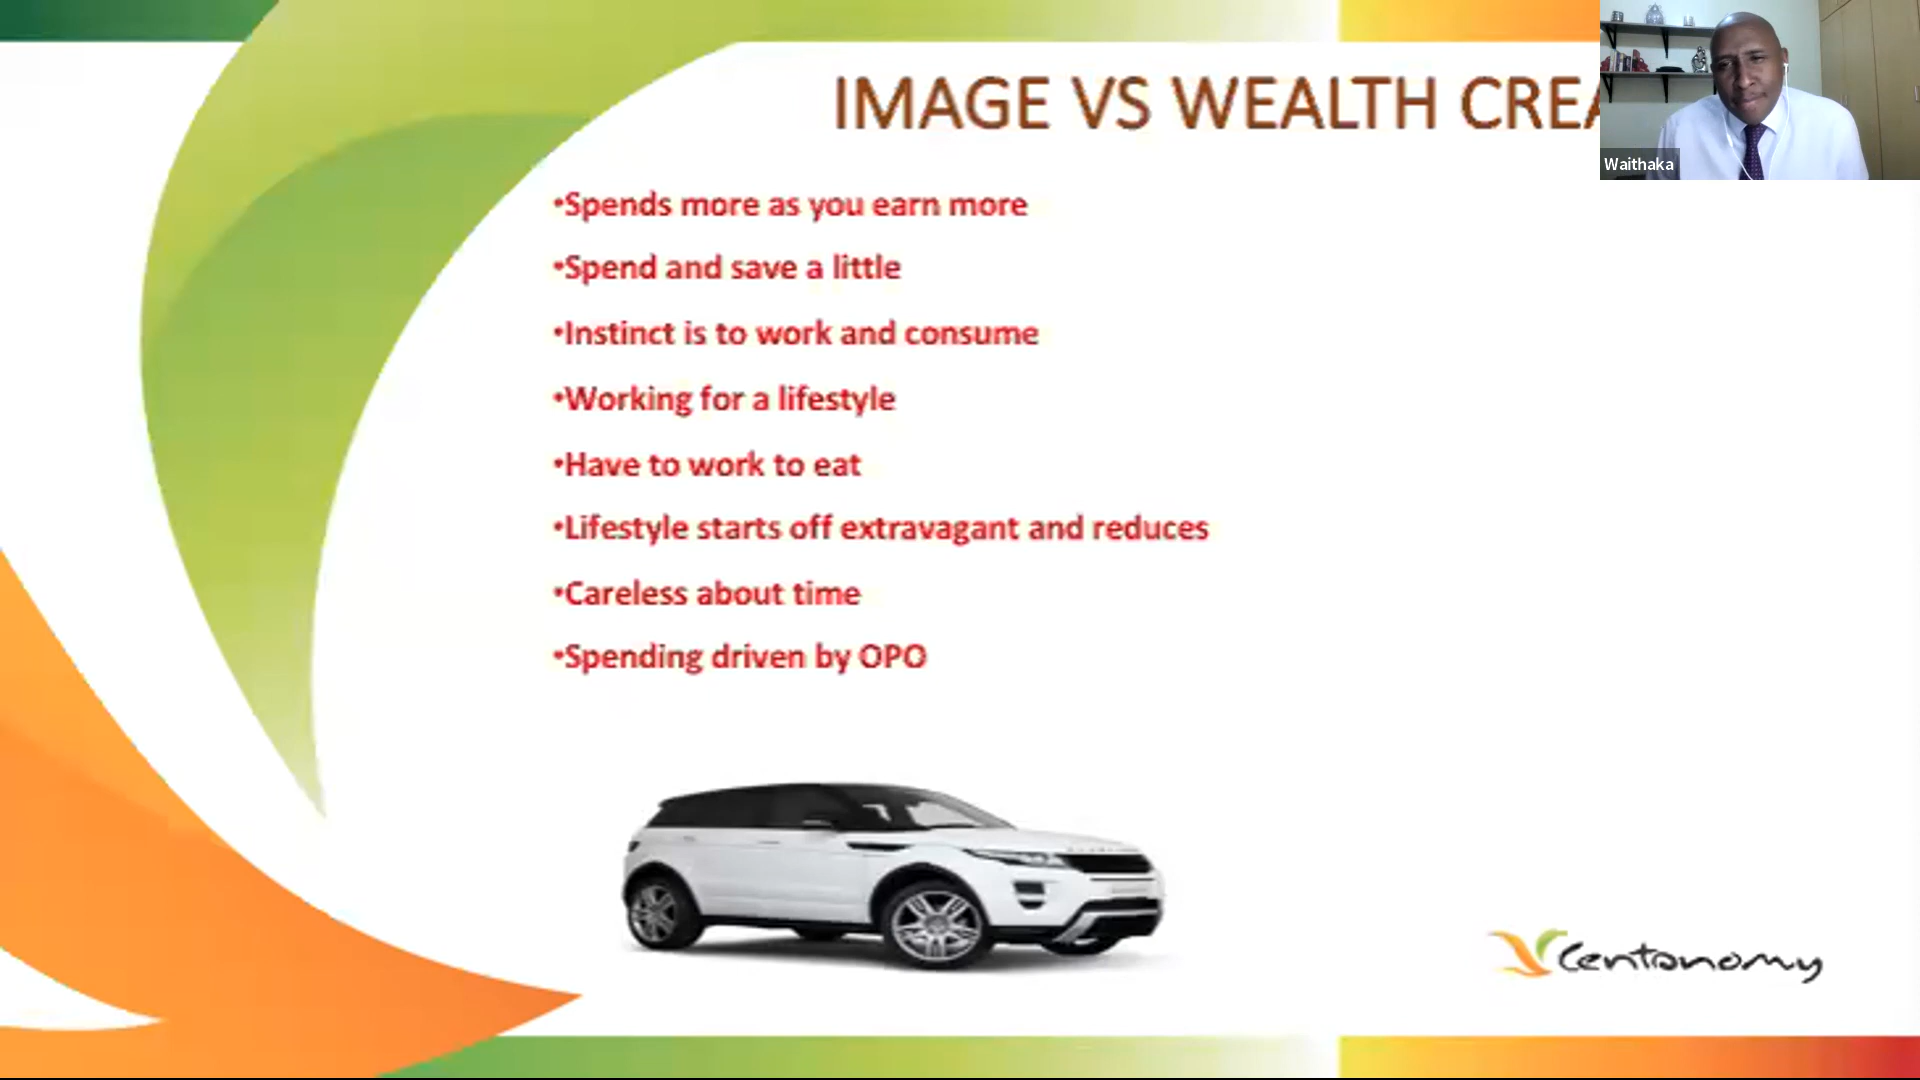 IMAGE VS WEALTH CREA
Waithaka
•Spends more as you earn more
•Spend and save a little
•Instinct is to work and consume
•Working for a lifestyle
•Have to work to eat
•Lifestyle starts off extravagant and reduces
•Careless about time
•Spending driven by OPO
Centonomy